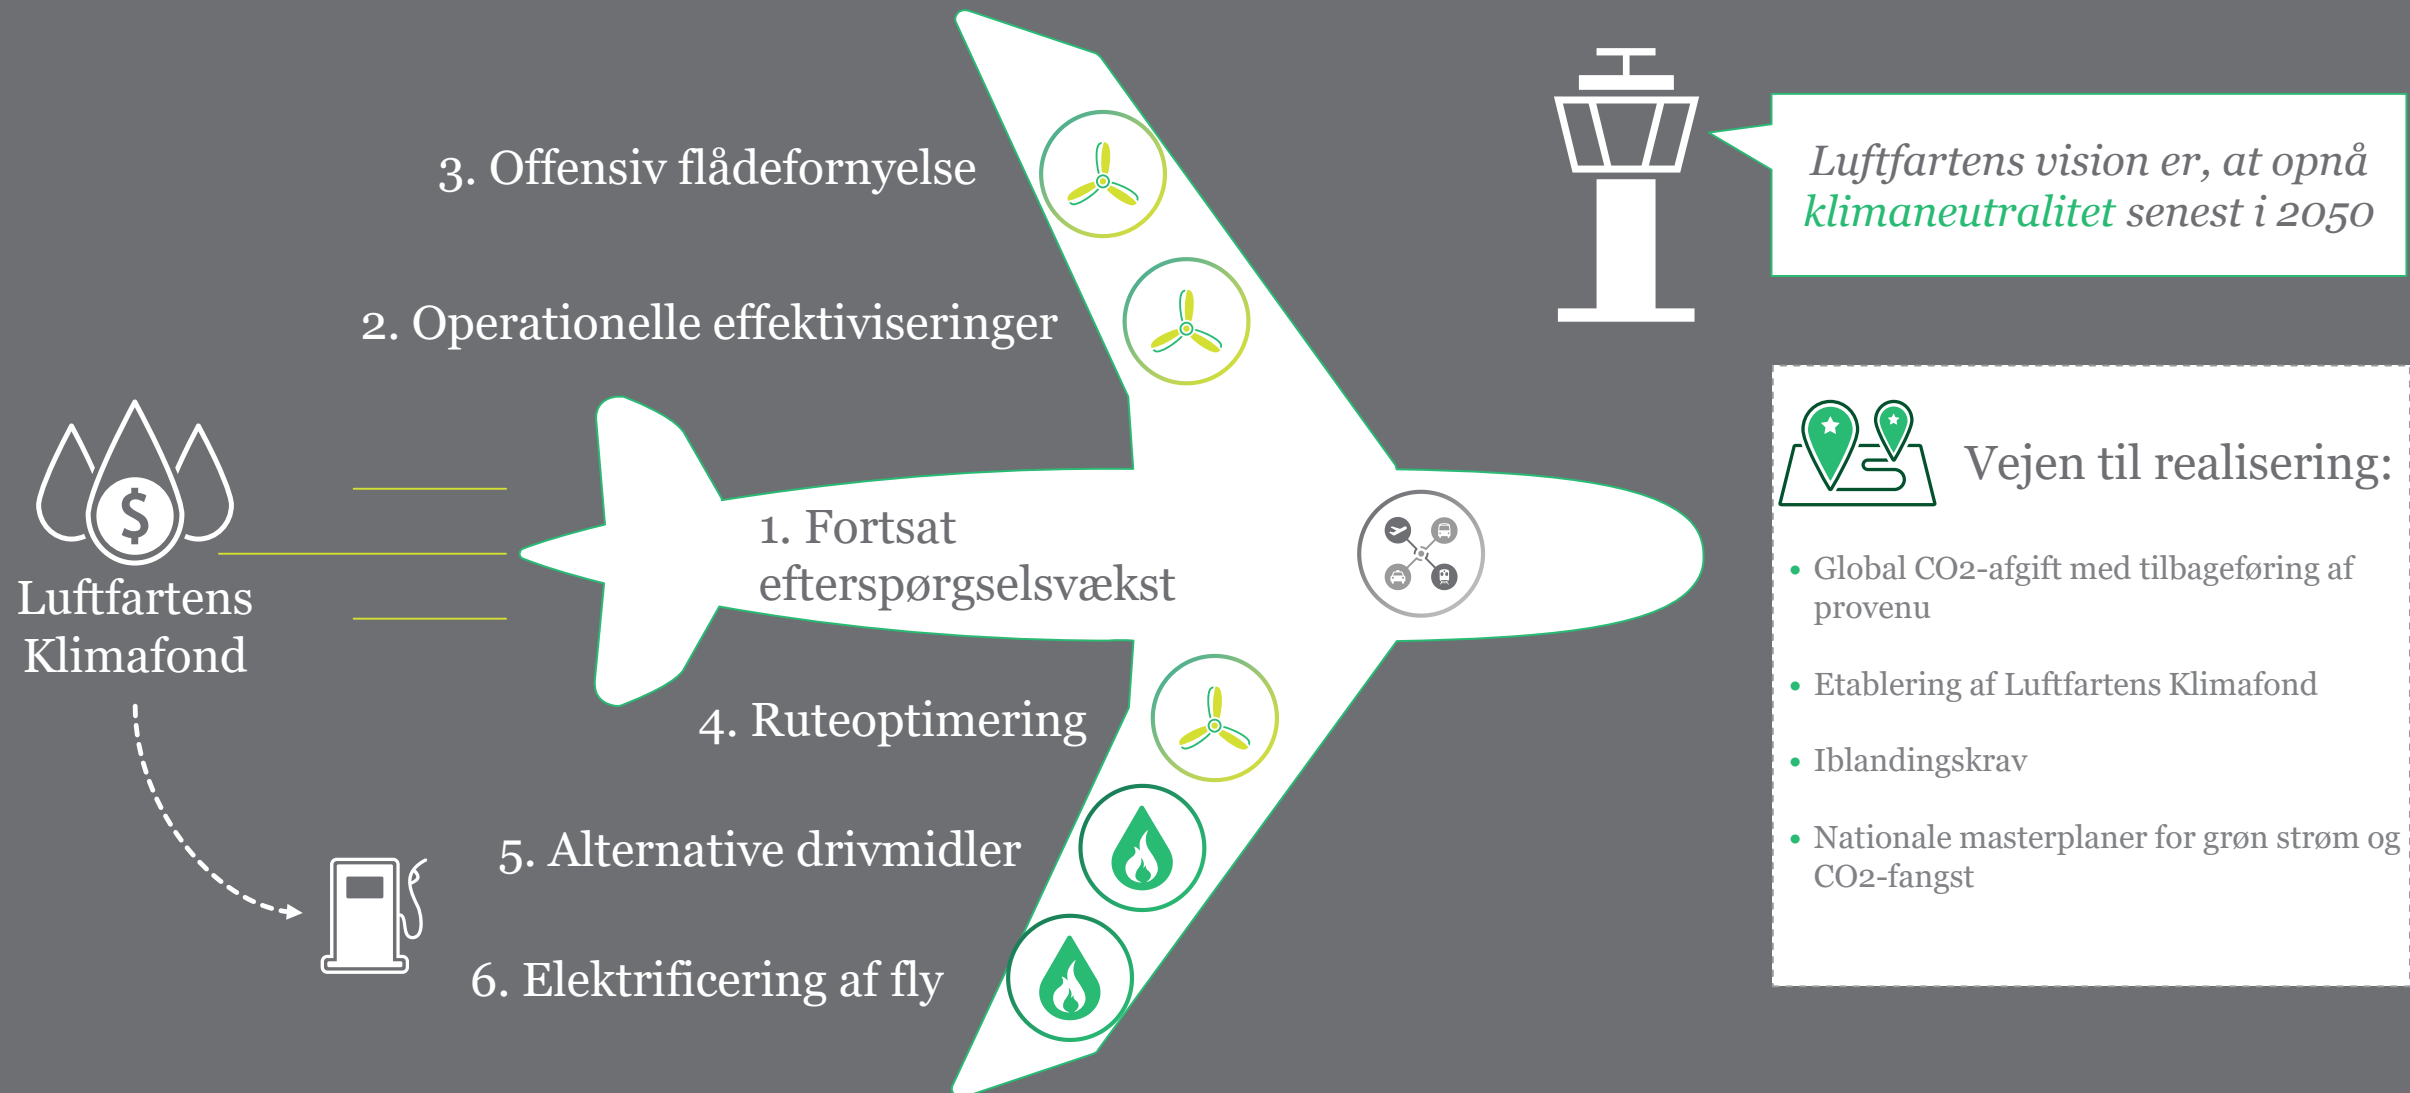 3. Offensiv flådefornyelse
2. Operationelle effektiviseringer
$
Luftfartens
Klimafond
1. Fortsat
efterspørgselsvækst
4. Ruteoptimering
5. Alternative drivmidler
6. Elektrificering af fly
Luftfartens vision er, at opnå
klimaneutralitet senest i 2050
Vejen til realisering:
• Global CO2-afgift med tilbageføring af
provenu
• Etablering af Luftfartens Klimafond
• Iblandingskrav
• Nationale masterplaner for grøn strøm og
CO2-fangst